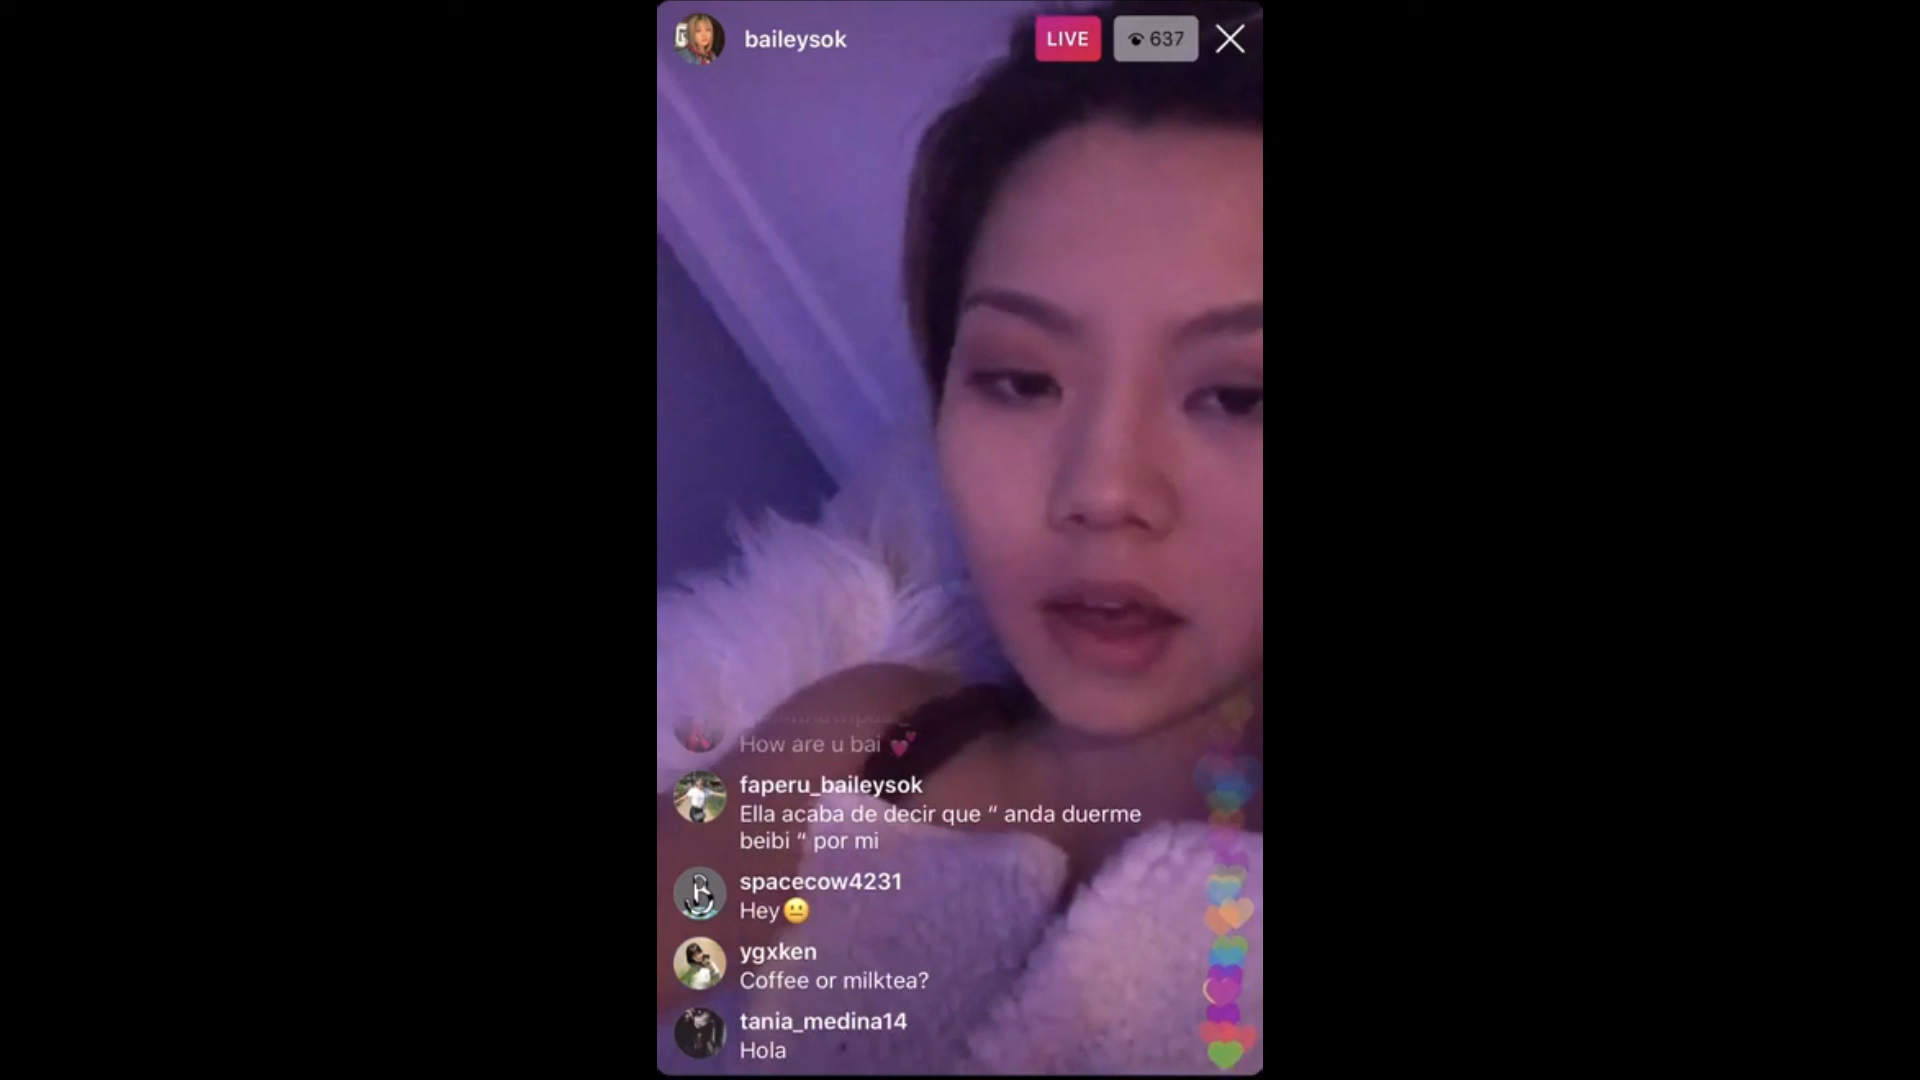 baileysok
LIVE
637
How are u bai 💕
faperu_baileysok
Ella acaba de decir que “ anda duerme
beibi “ por mi
spacecow4231
Hey😐
ygxken
Coffee or milktea?
tania_medina14
Hola